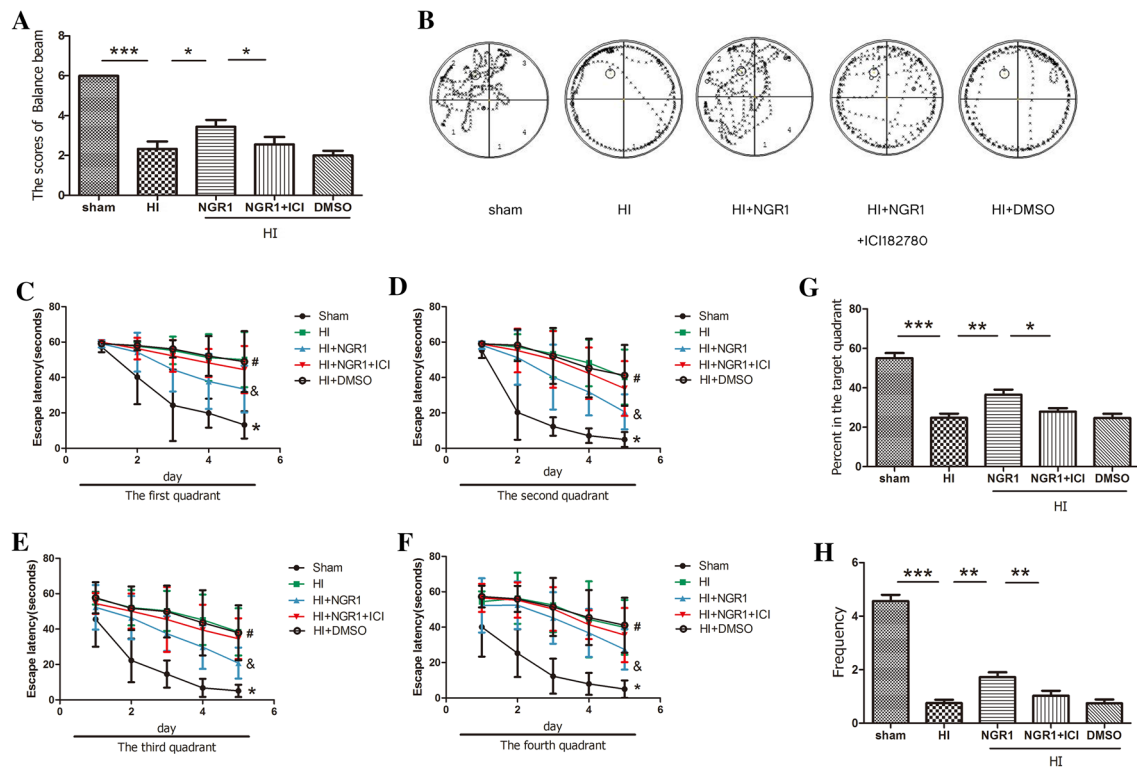 A
The scores of Balance beam
8
6
4
2
0
***
*
*
sham
HI
NGR1
NGR1+ICI
DMSO
HI
B
sham
HI
HI+NGR1
HI+NGR1
+ICI182780
HI+DMSO
C
Escape latency(seconds)
80
60
40
20
0
0
2
4
6
day
The first quadrant
Sham
HI
HI+NGR1
HI+NGR1+ICI
HI+DMSO
#
&
*
D
Escape latency(seconds)
80
60
40
20
0
0
2
4
6
day
The second quadrant
Sham
HI
HI+NGR1
HI+NGR1+ICI
HI+DMSO
#
&
*
G
Percent in the target quadrant
80
60
40
20
0
***
**
*
sham
HI
NGR1
NGR1+ICI
DMSO
HI
E
Escape latency(seconds)
80
60
40
20
0
0
2
4
6
day
The third quadrant
Sham
HI
HI+NGR1
HI+NGR1+ICI
HI+DMSO
#
&
*
F
Escape latency(seconds)
80
60
40
20
0
0
2
4
6
day
The fourth quadrant
Sham
HI
HI+NGR1
HI+NGR1+ICI
HI+DMSO
#
&
*
H
Frequency
6
4
2
0
***
**
**
sham
HI
NGR1
NGR1+ICI
DMSO
HI